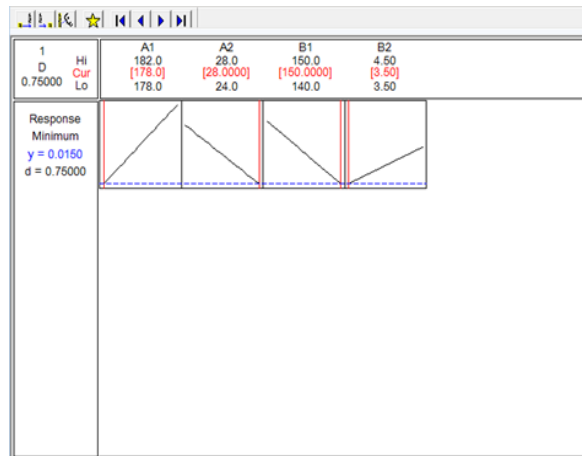 1
D
0.75000
Hi
Cur
Lo
A1
182.0
[178.0]
178.0
A2
28.0
[28.0000]
24.0
B1
150.0
[150.0000]
140.0
B2
4.50
[3.50]
3.50
Response
Minimum
y = 0.0150
d = 0.75000